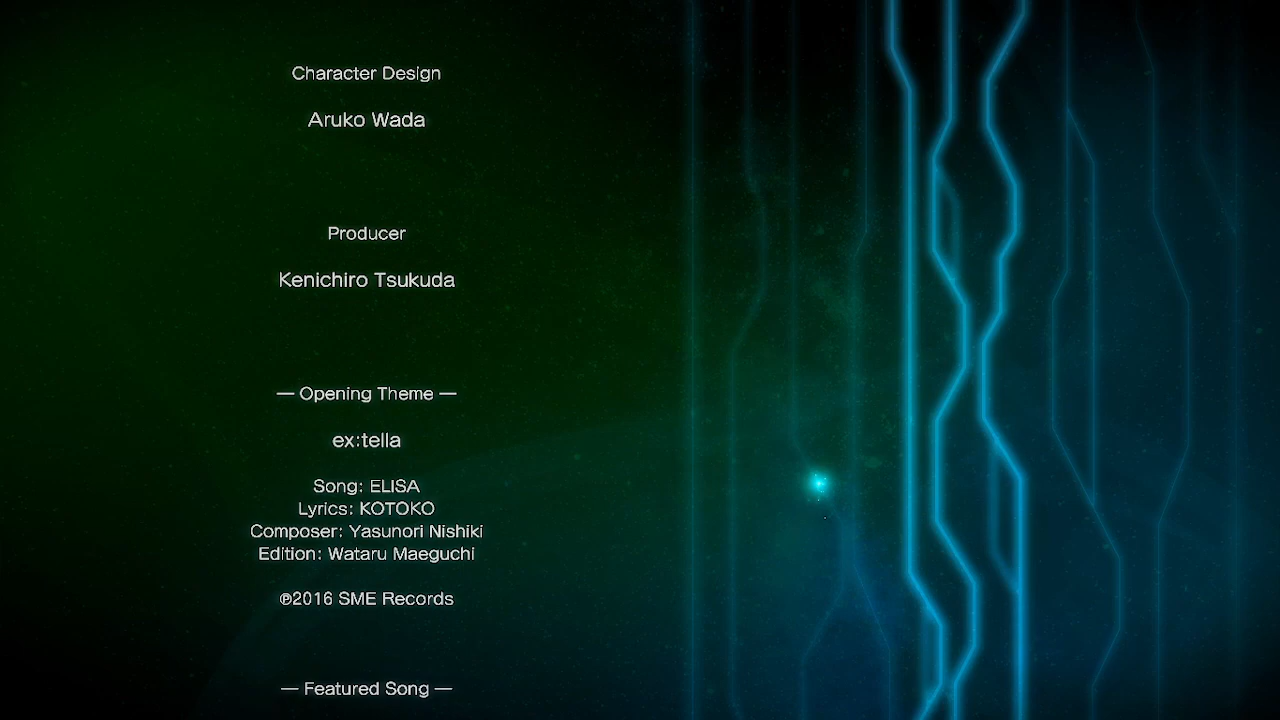 Character Design
Aruko Wada
Producer
Kenichiro Tsukuda
— Opening Theme —
ex:tella
Song: ELISA
Lyrics: KOTOKO
Composer: Yasunori Nishiki
Edition: Wataru Maeguchi
℗2016 SME Records
— Featured Song —